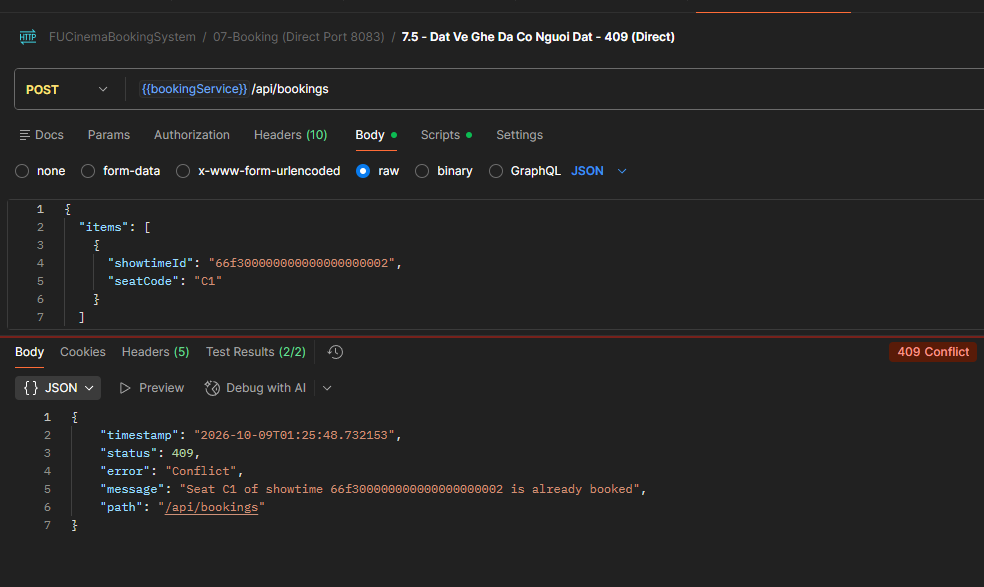 HTTP FUCinemaBookingSystem / 07-Booking (Direct Port 8083) / 7.5 - Dat Ve Ghe Da Co Nguoi Dat - 409 (Direct)
POST {{bookingService}} /api/bookings
Docs Params Authorization Headers (10) Body Scripts Settings
none form-data x-www-form-urlencoded raw binary GraphQL JSON
1 {
2 "items": [
3 {
4 "showtimeId": "66f300000000000000000002",
5 "seatCode": "C1"
6 }
7 ]
Body Cookies Headers (5) Test Results (2/2) 409 Conflict
{} JSON Preview Debug with AI
1 {
2 "timestamp": "2026-10-09T01:25:48.732153",
3 "status": 409,
4 "error": "Conflict",
5 "message": "Seat C1 of showtime 66f300000000000000000002 is already booked",
6 "path": "/api/bookings"
7 }